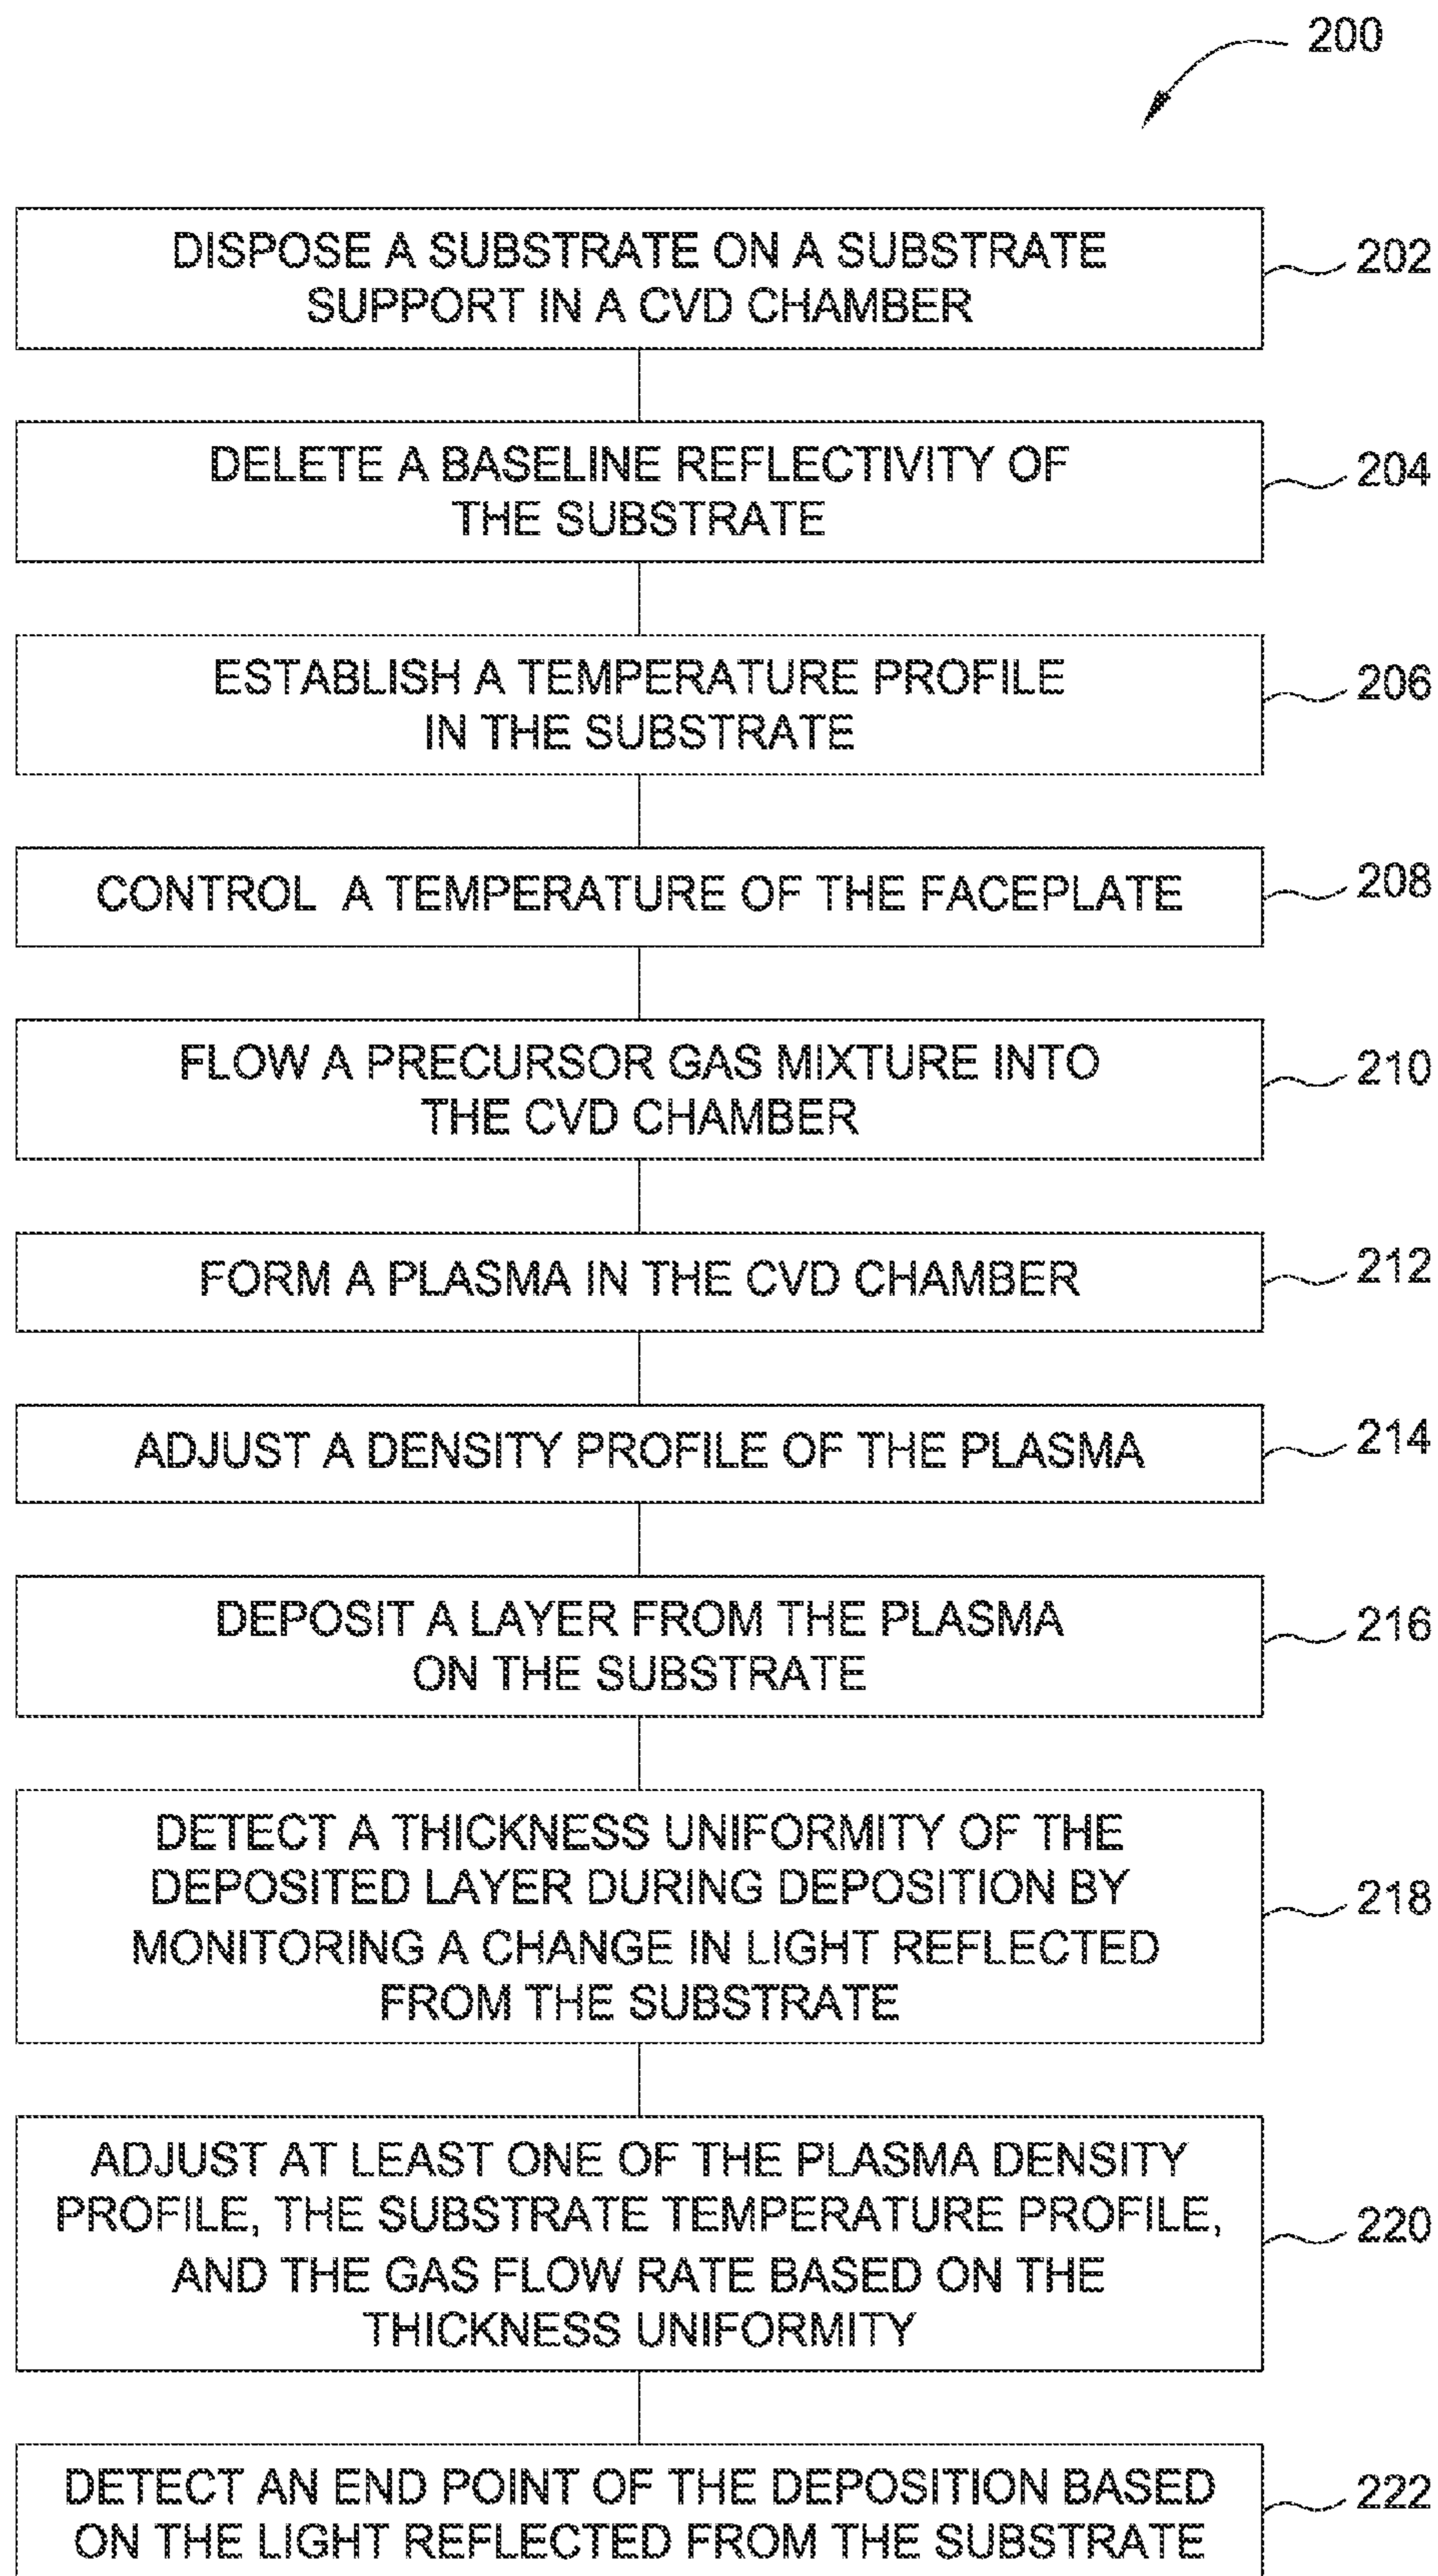 200
DISPOSE A SUBSTRATE ON A SUBSTRATE
SUPPORT IN A CVD CHAMBER
202
DELETE A BASELINE REFLECTIVITY OF
THE SUBSTRATE
204
ESTABLISH A TEMPERATURE PROFILE
IN THE SUBSTRATE
206
CONTROL A TEMPERATURE OF THE FACEPLATE
208
FLOW A PRECURSOR GAS MIXTURE INTO
THE CVD CHAMBER
210
FORM A PLASMA IN THE CVD CHAMBER
212
ADJUST A DENSITY PROFILE OF THE PLASMA
214
DEPOSIT A LAYER FROM THE PLASMA
ON THE SUBSTRATE
216
DETECT A THICKNESS UNIFORMITY OF THE
DEPOSITED LAYER DURING DEPOSITION BY
MONITORING A CHANGE IN LIGHT REFLECTED
FROM THE SUBSTRATE
218
ADJUST AT LEAST ONE OF THE PLASMA DENSITY
PROFILE, THE SUBSTRATE TEMPERATURE PROFILE,
AND THE GAS FLOW RATE BASED ON THE
THICKNESS UNIFORMITY
220
DETECT AN END POINT OF THE DEPOSITION BASED
ON THE LIGHT REFLECTED FROM THE SUBSTRATE
222